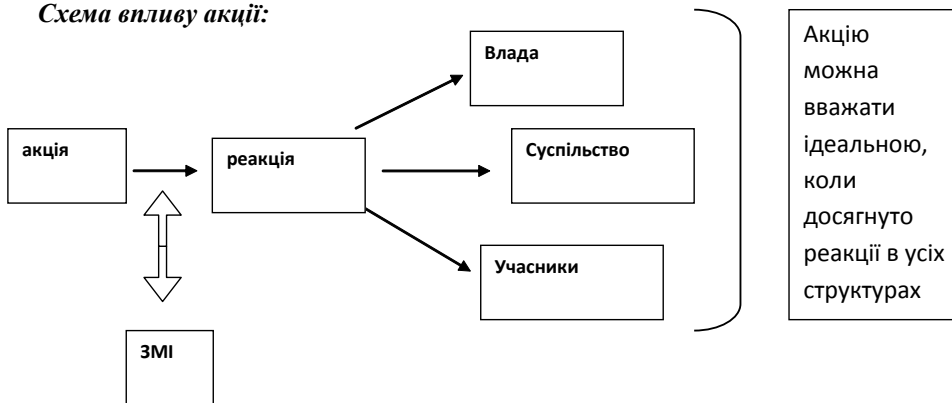 Схема впливу акції:
Влада
акція
реакція
Суспільство
Учасники
ЗМІ
Акцію
можна
вважати
ідеальною,
коли
досягнуто
реакції в усіх
структурах